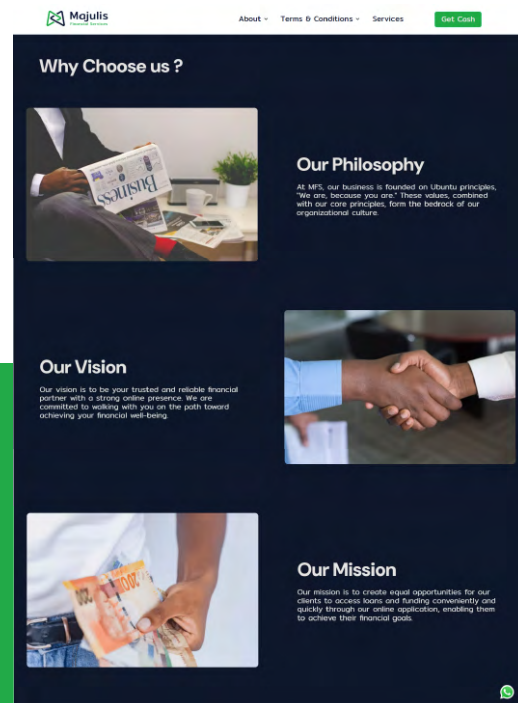 Majulis
Financial Services
About
Terms & Conditions
Services
Get Cash
Why Choose us ?
Business
Our Philosophy
At MFS, our business is founded on Ubuntu principles,
"We are, because you are." These values, combined
with our core principles, form the bedrock of our
organizational culture.
Our Vision
Our vision is to be your trusted and reliable financial
partner with a strong online presence. We are
committed to walking with you on the path toward
achieving your financial well-being.
200
Our Mission
Our mission is to create equal opportunities for our
clients to access loans and funding conveniently and
quickly through our online application, enabling them
to achieve their financial goals.